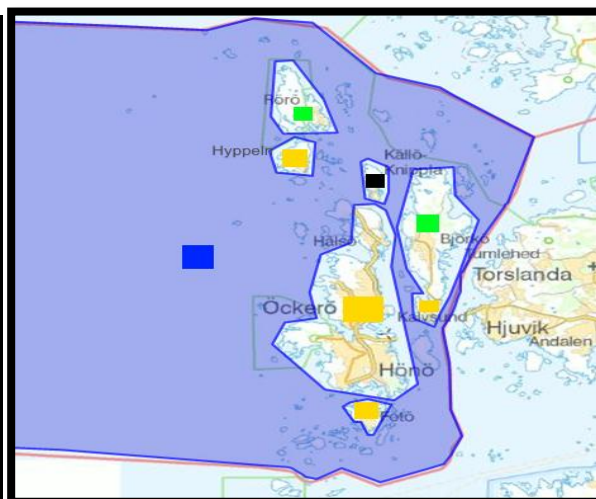 Rörö
Hyppeln
Källö-
Knippla
Hälsö
Björkö
Tumlehed
Torslanda
Öckerö
Kalvsund
Hjuvik
Andalen
Hönö
Fotö